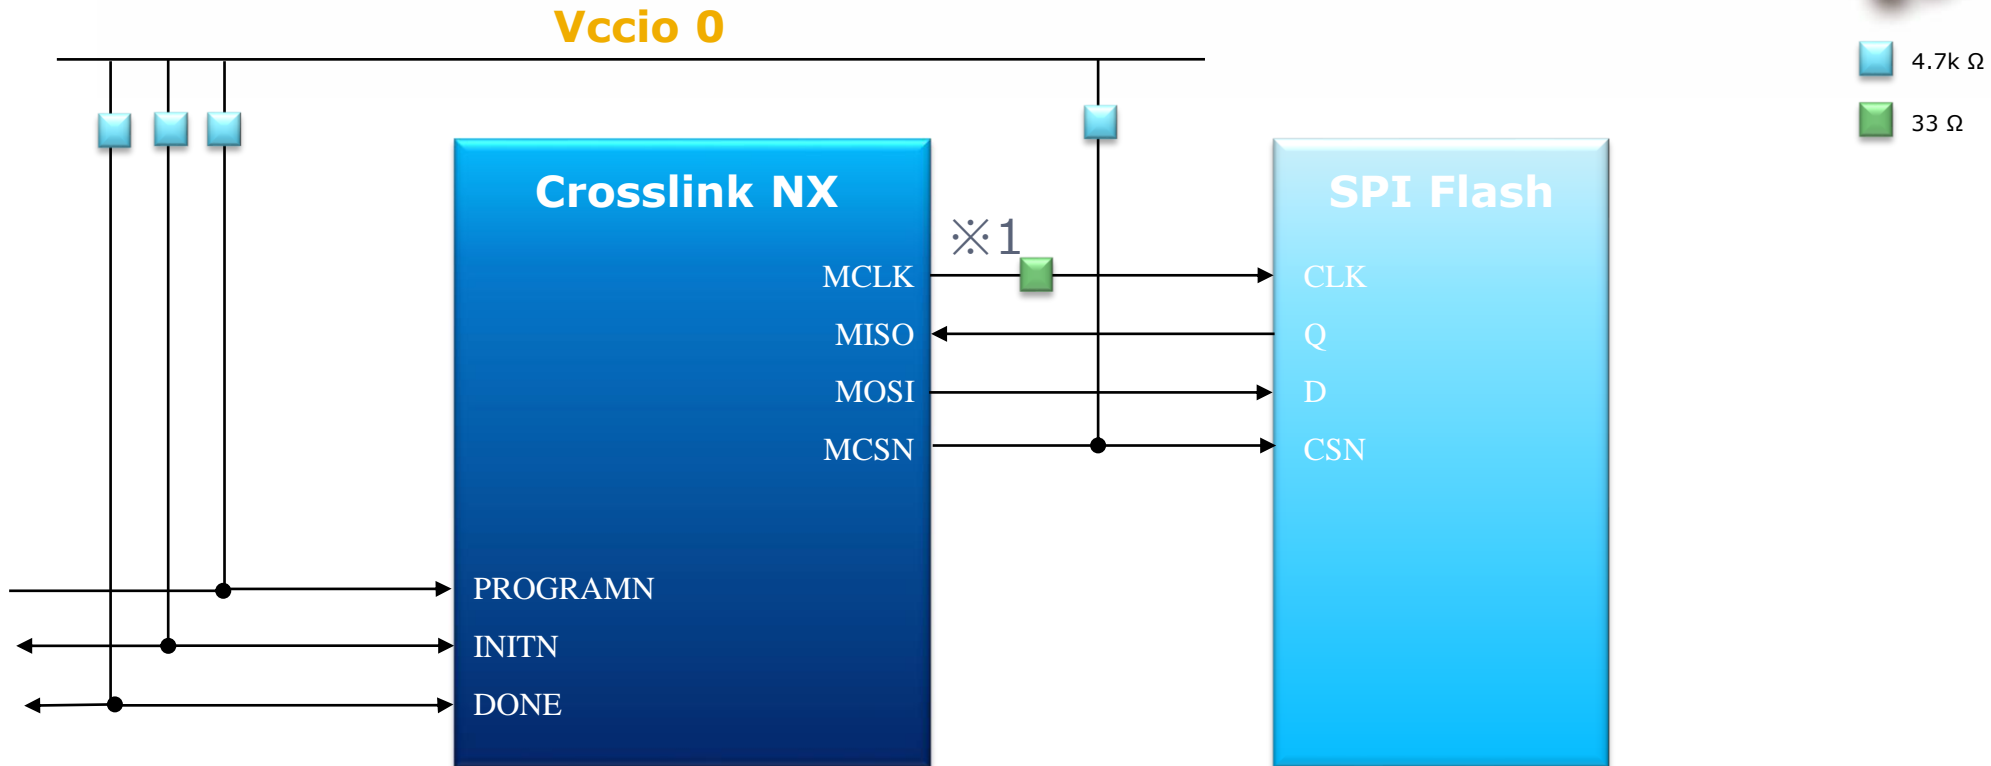 Vccio 0
4.7k Ω
33 Ω
Crosslink NX
SPI Flash
※1
MCLK
CLK
MISO
Q
MOSI
D
MCSN
CSN
PROGRAMN
INITN
DONE